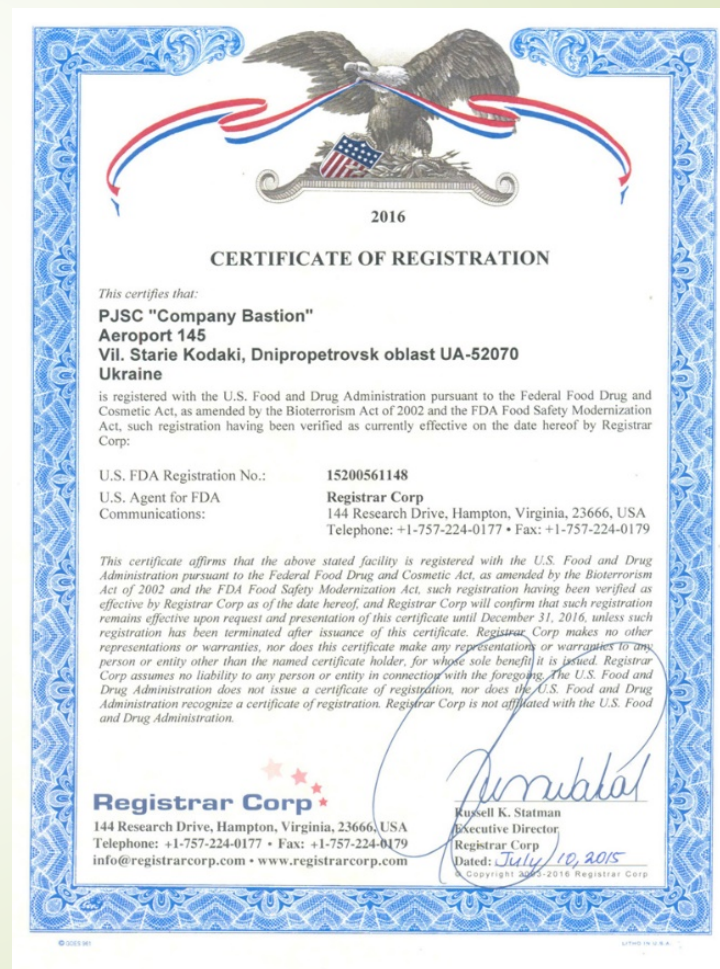 2016
CERTIFICATE OF REGISTRATION
This certifies that:
PJSC "Company Bastion"
Aeroport 145
Vil. Starie Kodaki, Dnipropetrovsk oblast UA-52070
Ukraine
is registered with the U.S. Food and Drug Administration pursuant to the Federal Food Drug and
Cosmetic Act, as amended by the Bioterrorism Act of 2002 and the FDA Food Safety Modernization
Act, such registration having been verified as currently effective on the date hereof by Registrar
Corp:
U.S. FDA Registration No.: 15200561148
U.S. Agent for FDA Registrar Corp
Communications: 144 Research Drive, Hampton, Virginia, 23666, USA
Telephone: +1-757-224-0177 • Fax: +1-757-224-0179
This certificate affirms that the above stated facility is registered with the U.S. Food and Drug
Administration pursuant to the Federal Food Drug and Cosmetic Act, as amended by the Bioterrorism
Act of 2002 and the FDA Food Safety Modernization Act, such registration having been verified as
effective by Registrar Corp as of the date hereof, and Registrar Corp will confirm that such registration
remains effective upon request and presentation of this certificate until December 31, 2016, unless such
registration has been terminated after issuance of this certificate. Registrar Corp makes no other
representations or warranties, nor does this certificate make any representations or warranties to any
person or entity other than the named certificate holder, for whose sole benefit it is issued. Registrar
Corp assumes no liability to any person or entity in connection with the foregoing. The U.S. Food and
Drug Administration does not issue a certificate of registration, nor does the U.S. Food and Drug
Administration recognize a certificate of registration. Registrar Corp is not affiliated with the U.S. Food
and Drug Administration.
Registrar Corp
144 Research Drive, Hampton, Virginia, 23666, USA
Telephone: +1-757-224-0177 • Fax: +1-757-224-0179
info@registrarcorp.com • www.registrarcorp.com
Russell K. Statman
Executive Director
Registrar Corp
Dated: July 10, 2015
© Copyright 2003-2016 Registrar Corp
LITHO IN U.S.A.